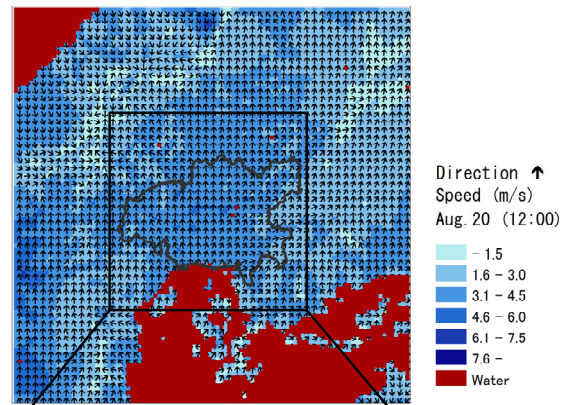 Direction ↑
Speed (m/s)
Aug.20 (12:00)
- 1.5
1.6 - 3.0
3.1 - 4.5
4.6 - 6.0
6.1 - 7.5
7.6 -
Water